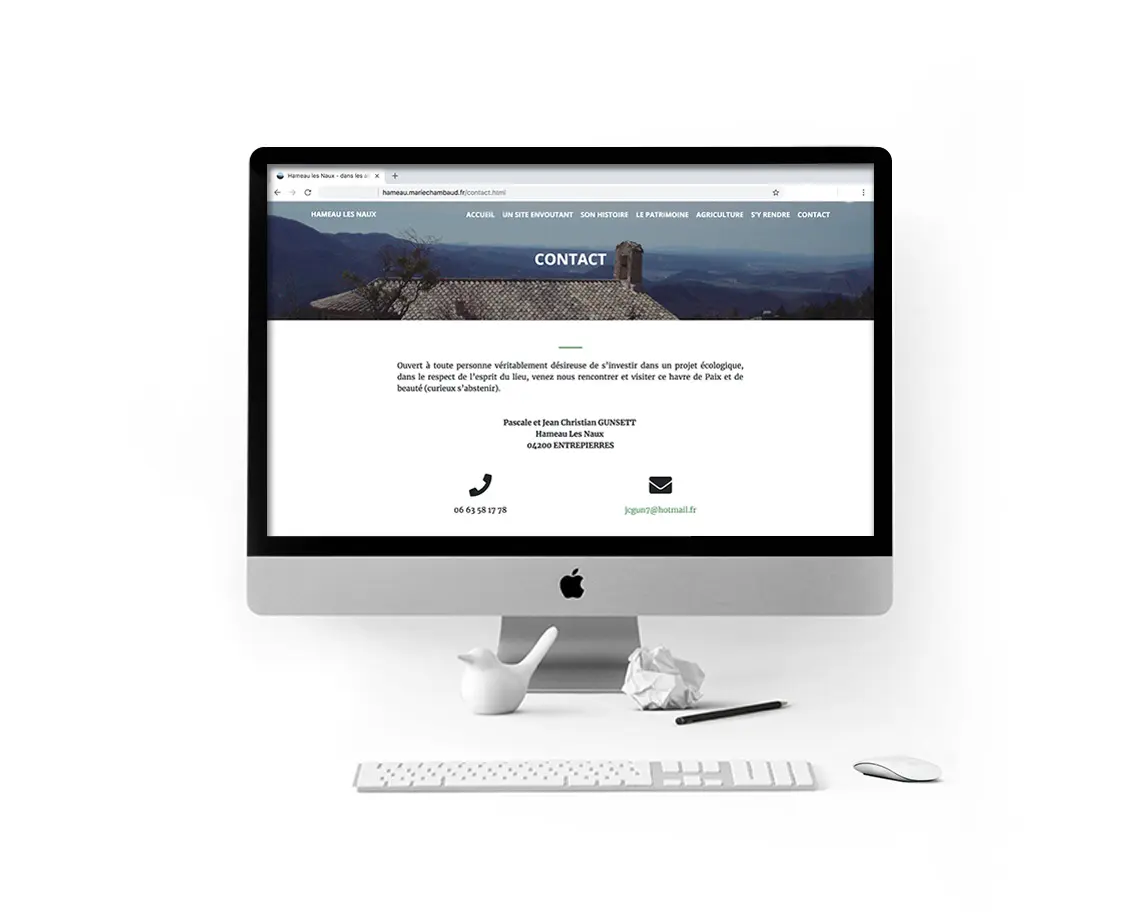 Hameau les Naux - dans les al
hameau.mariechambaud.fr/contact.html
HAMEAU LES NAUX ACCUEIL UN SITE ENVOUTANT SON HISTOIRE LE PATRIMOINE AGRICULTURE S'Y RENDRE CONTACT
CONTACT
Ouvert à toute personne véritablement désireuse de s'investir dans un projet écologique,
dans le respect de l'esprit du lieu, venez nous rencontrer et visiter ce havre de Paix et de
beauté (curieux s'abstenir).
Pascale et Jean Christian GUNSETT
Hameau Les Naux
04200 ENTREPIERRES
06 63 58 17 78
jcgun7@hotmail.fr